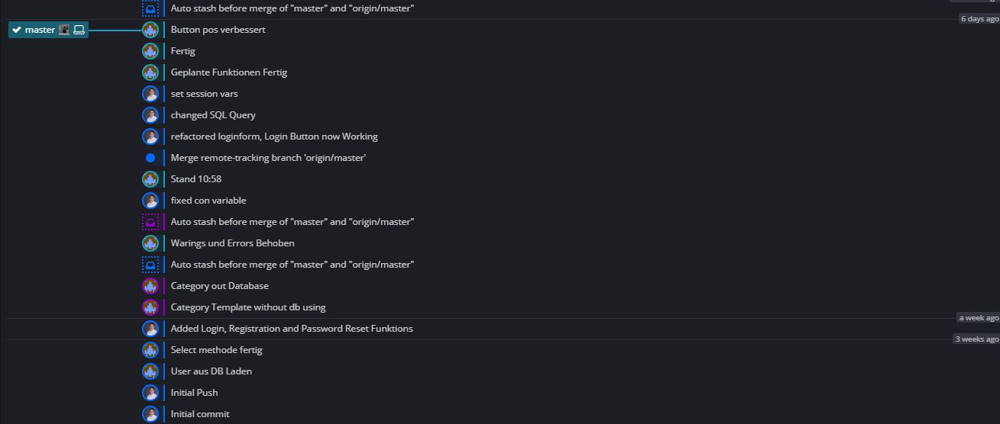 Auto stash before merge of "master" and "origin/master"
6 days ago
master
Button pos verbessert
Fertig
Geplante Funktionen Fertig
set session vars
changed SQL Query
refactored loginform, Login Button now Working
Merge remote-tracking branch 'origin/master'
Stand 10:58
fixed con variable
Auto stash before merge of "master" and "origin/master"
Warings und Errors Behoben
Auto stash before merge of "master" and "origin/master"
Category out Database
Category Template without db using
a week ago
Added Login, Registration and Password Reset Funktions
3 weeks ago
Select methode fertig
User aus DB Laden
Initial Push
Initial commit